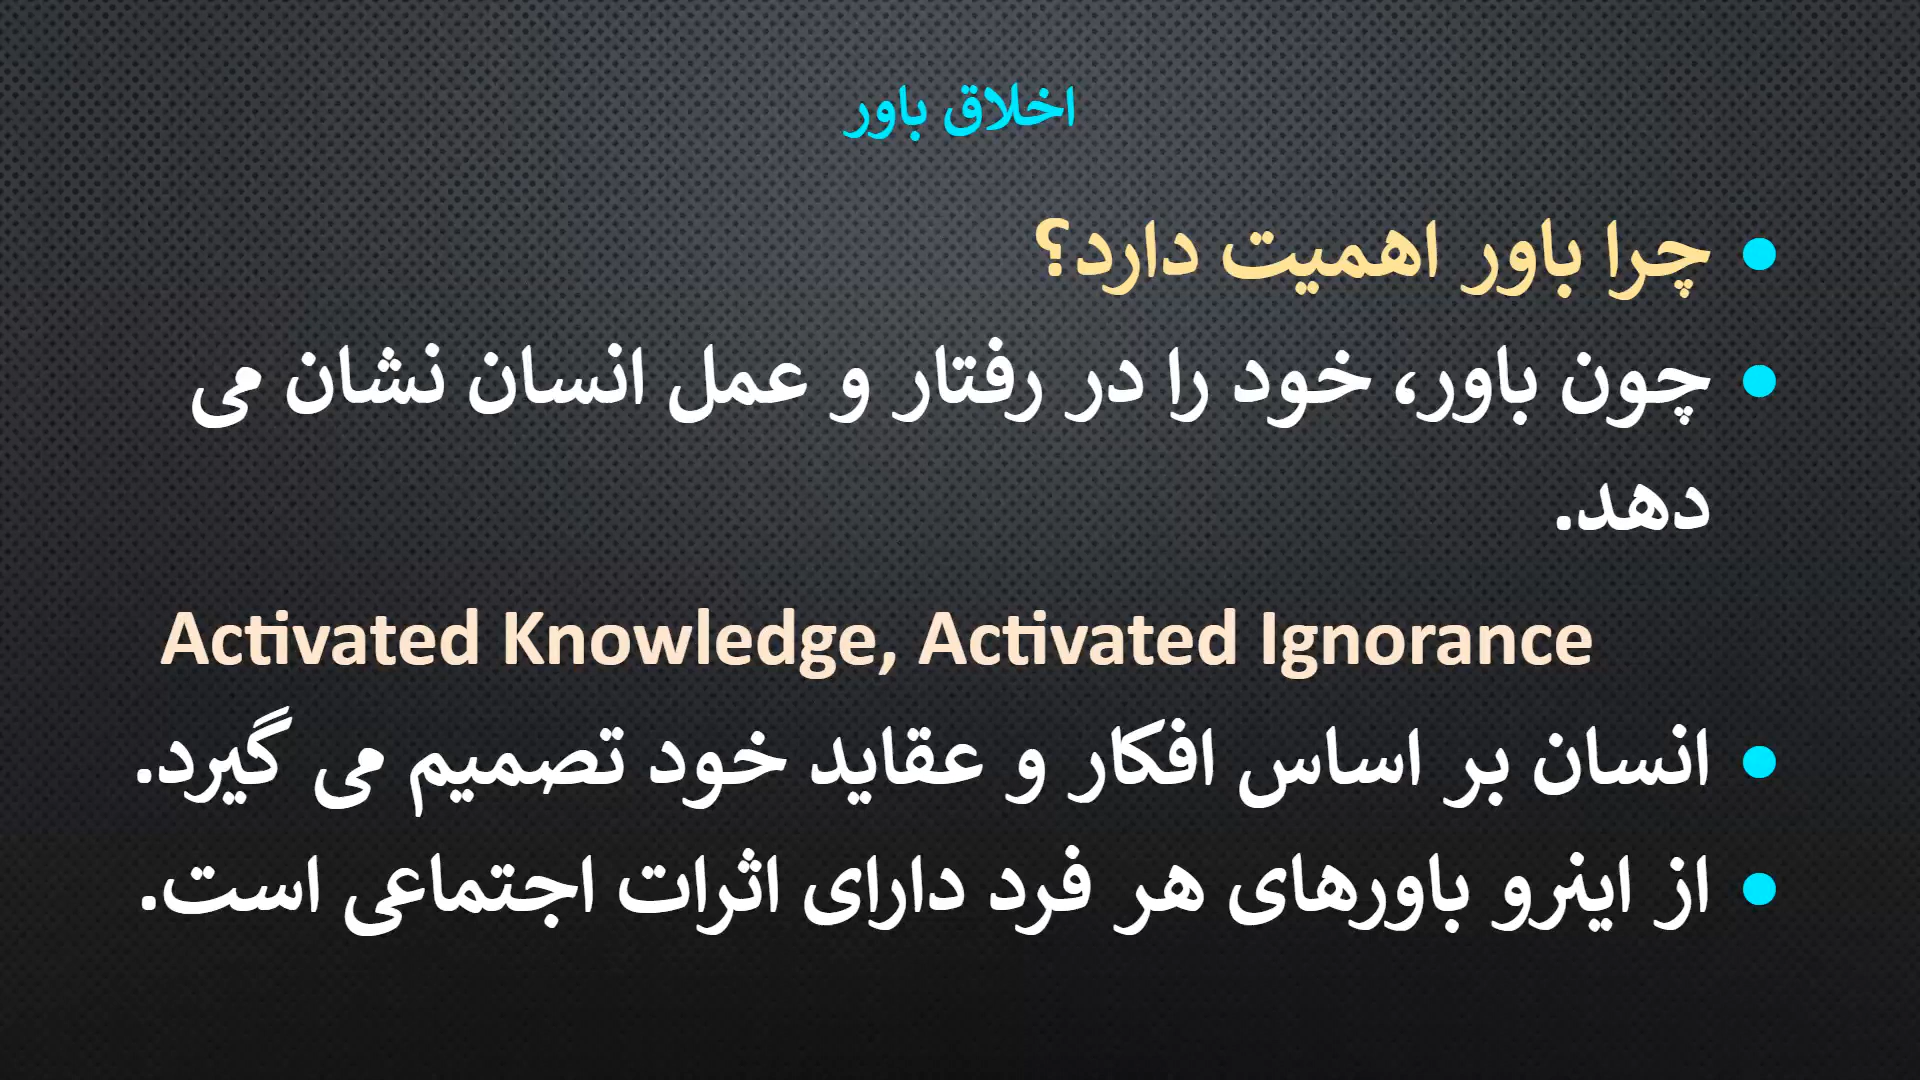 اخلاق باور
• چرا باور اهمیت دارد؟
• چون باور، خود را در رفتار و عمل انسان نشان می
دهد.
Activated Knowledge, Activated Ignorance
• انسان بر اساس افکار و عقاید خود تصمیم می گیرد.
• از اینرو باورهای هر فرد دارای اثرات اجتماعی است.